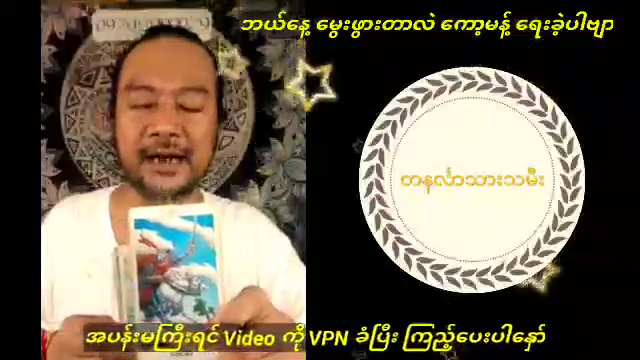 ဘယ်နေ့ မွေးဖွားတာလဲ ကော့မန့် ရေးခဲ့ပါဗျာ
တနင်္လာသားသမီး
အပန်းမကြီးရင် Video ကို VPN ခံပြီး ကြည့်ပေးပါနော်